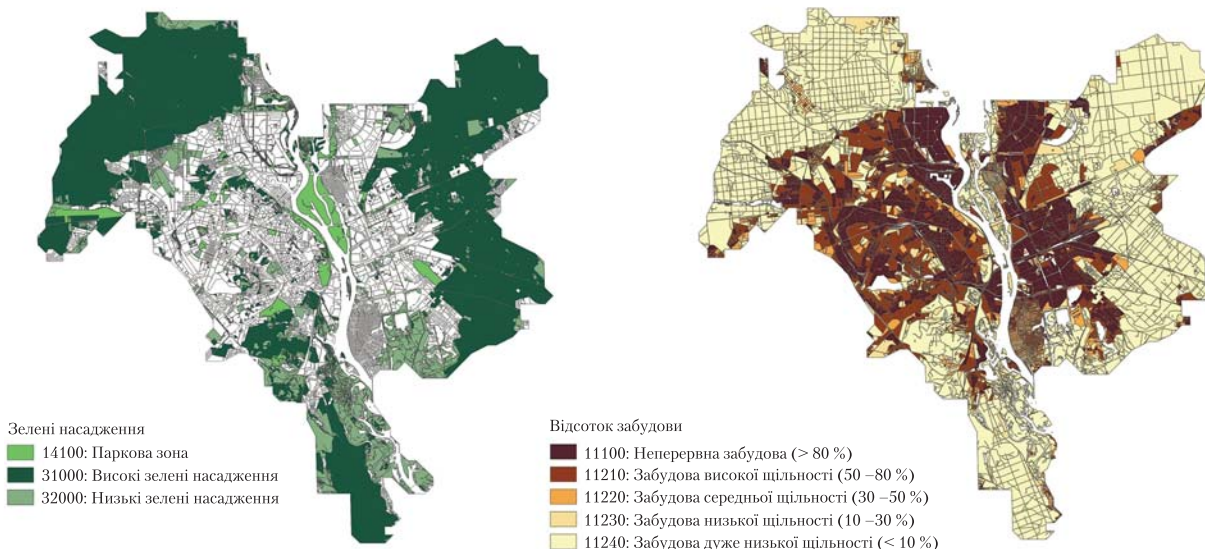 Зелені насадження
14100: Паркова зона
31000: Високі зелені насадження
32000: Низькі зелені насадження
Відсоток забудови
11100: Неперервна забудова (> 80 %)
11210: Забудова високої щільності (50 –80 %)
11220: Забудова середньої щільності (30 –50 %)
11230: Забудова низької щільності (10 –30 %)
11240: Забудова дуже низької щільності (< 10 %)